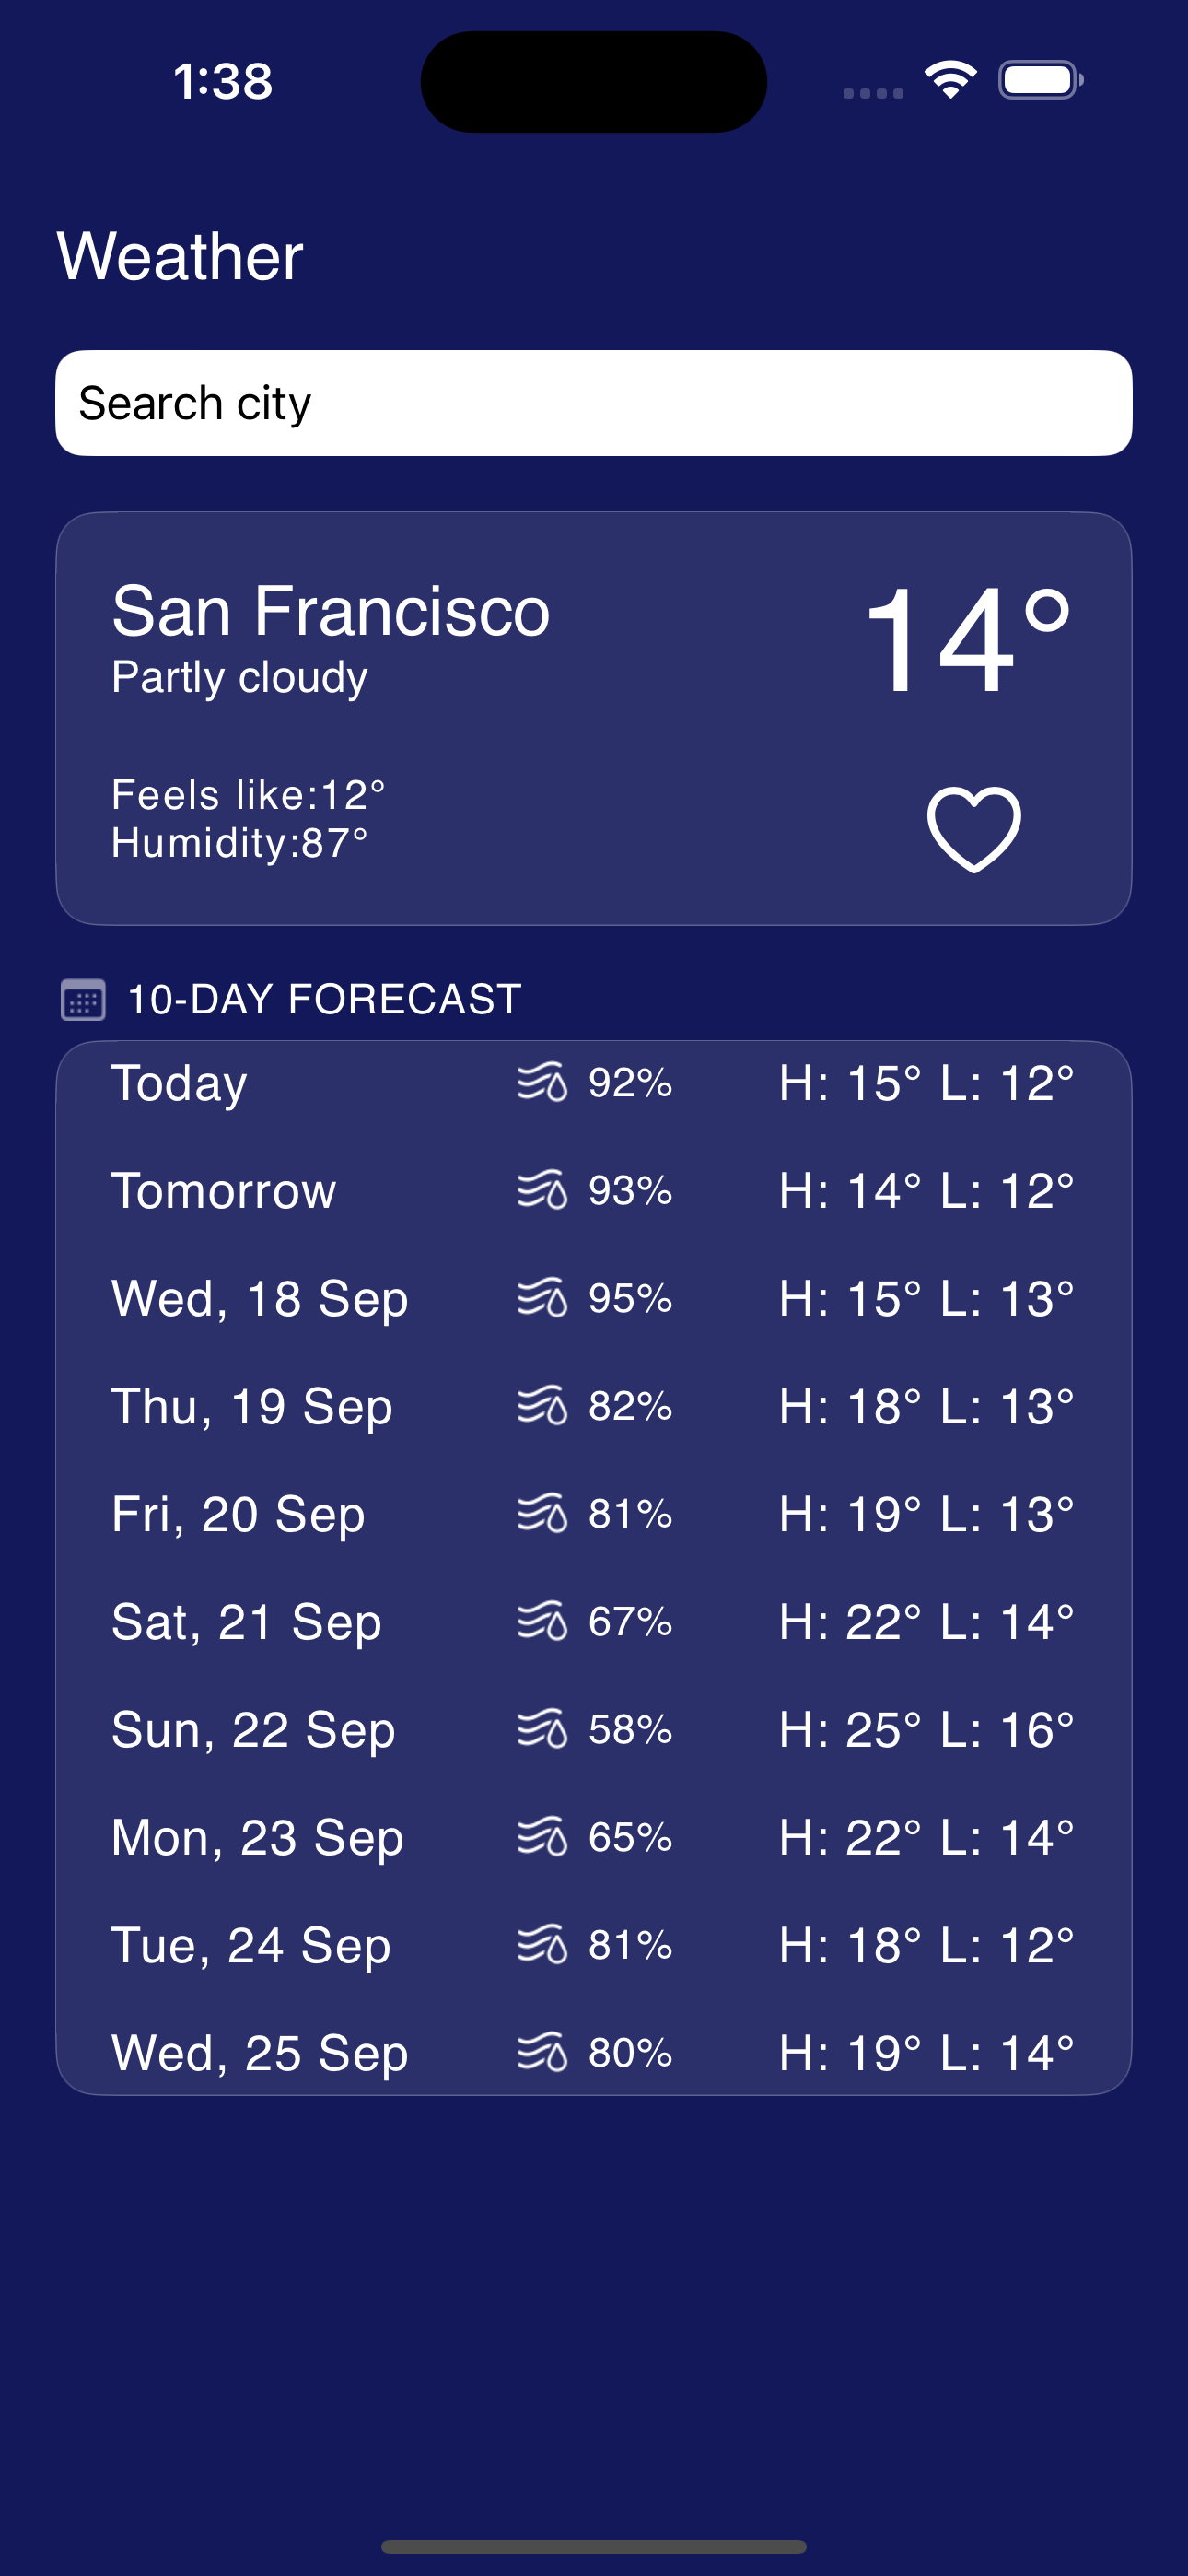 1:38
Weather
Search city
San Francisco
14°
Partly cloudy
Feels like:12°
Humidity:87°
10-DAY FORECAST
Today 92% H: 15° L: 12°
Tomorrow 93% H: 14° L: 12°
Wed, 18 Sep 95% H: 15° L: 13°
Thu, 19 Sep 82% H: 18° L: 13°
Fri, 20 Sep 81% H: 19° L: 13°
Sat, 21 Sep 67% H: 22° L: 14°
Sun, 22 Sep 58% H: 25° L: 16°
Mon, 23 Sep 65% H: 22° L: 14°
Tue, 24 Sep 81% H: 18° L: 12°
Wed, 25 Sep 80% H: 19° L: 14°